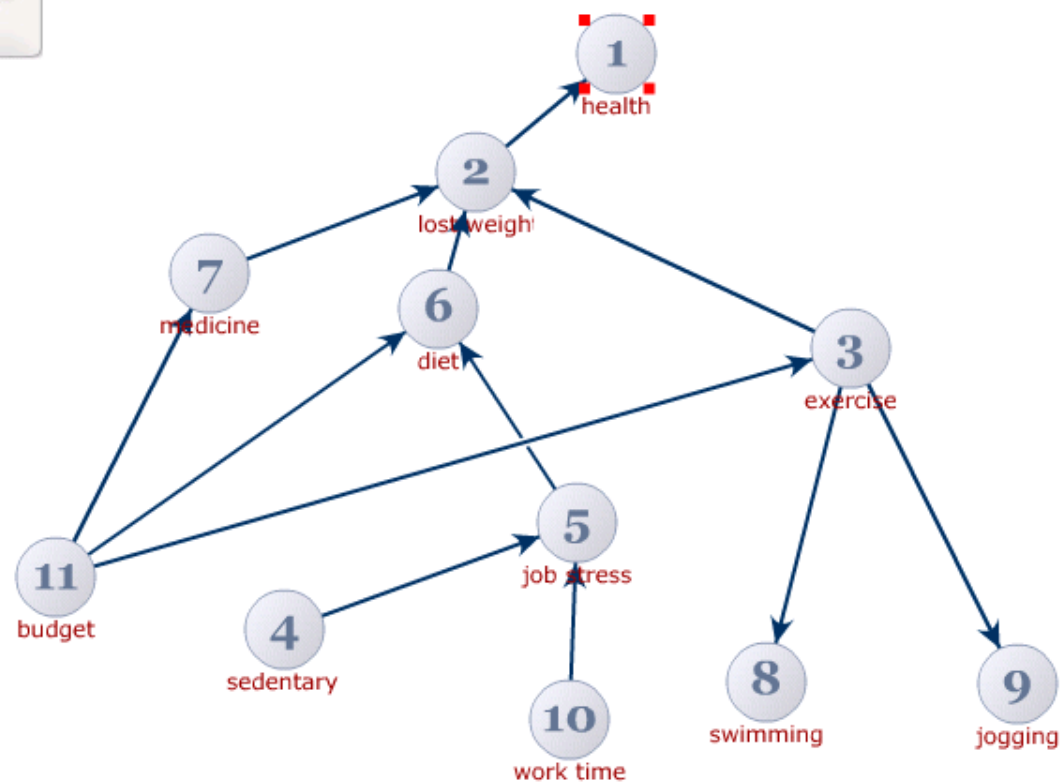 1
health
2
lost weight
7
medicine
6
diet
3
exercise
11
budget
5
job stress
4
sedentary
10
work time
8
swimming
9
jogging